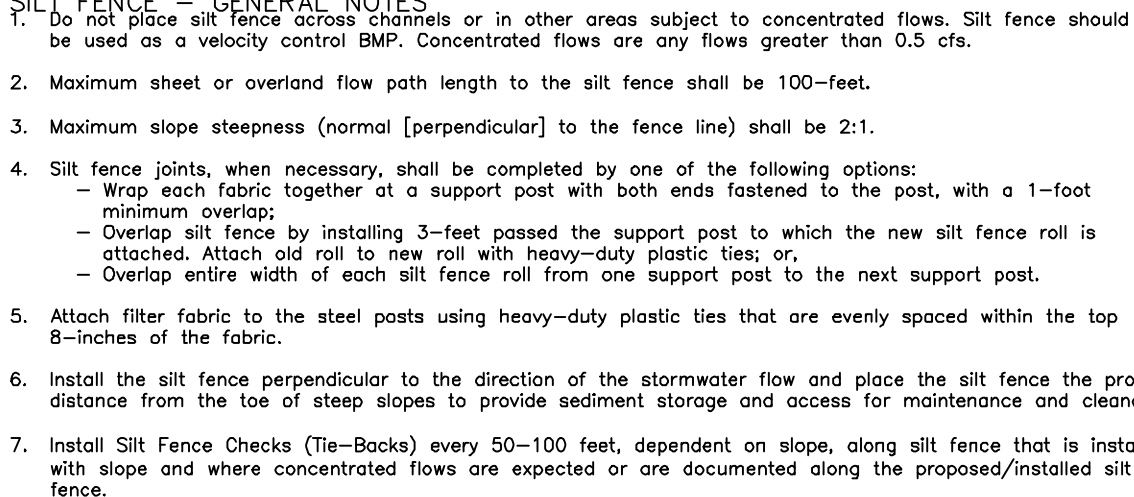 SILT FENCE – GENERAL NOTES
1. Do not place silt fence across channels or in other areas subject to concentrated flows. Silt fence should
be used as a velocity control BMP. Concentrated flows are any flows greater than 0.5 cfs.
2. Maximum sheet or overland flow path length to the silt fence shall be 100–feet.
3. Maximum slope steepness (normal [perpendicular] to the fence line) shall be 2:1.
4. Silt fence joints, when necessary, shall be completed by one of the following options:
– Wrap each fabric together at a support post with both ends fastened to the post, with a 1–foot
minimum overlap;
– Overlap silt fence by installing 3–feet passed the support post to which the new silt fence roll is
attached. Attach old roll to new roll with heavy–duty plastic ties; or,
– Overlap entire width of each silt fence roll from one support post to the next support post.
5. Attach filter fabric to the steel posts using heavy–duty plastic ties that are evenly spaced within the top
8–inches of the fabric.
6. Install the silt fence perpendicular to the direction of the stormwater flow and place the silt fence the pro
distance from the toe of steep slopes to provide sediment storage and access for maintenance and clean
7. Install Silt Fence Checks (Tie–Backs) every 50–100 feet, dependent on slope, along silt fence that is insta
with slope and where concentrated flows are expected or are documented along the proposed/installed silt
fence.